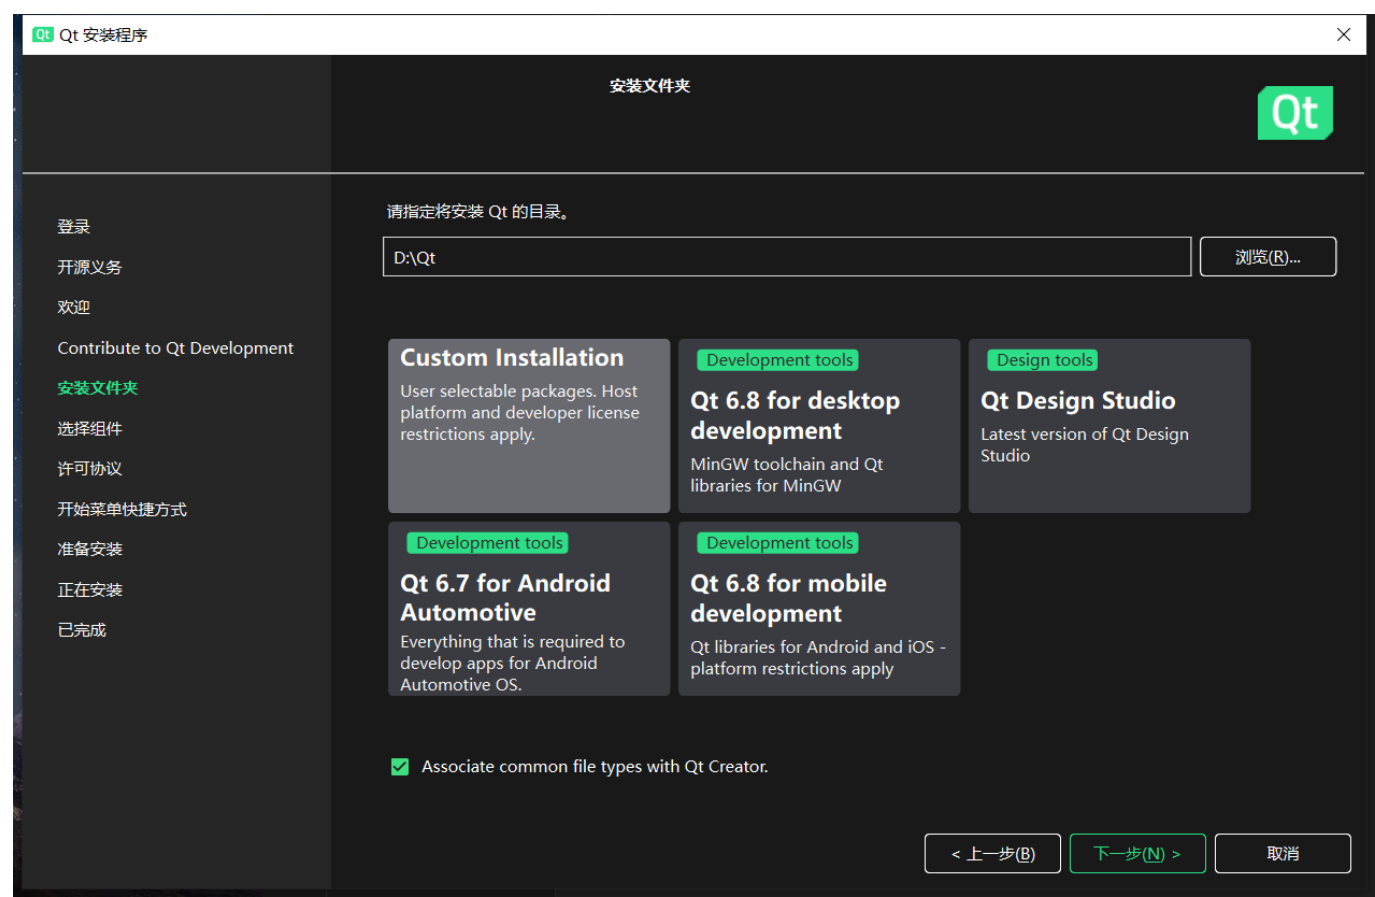 Qt Qt 安装程序
安装文件夹
Qt
登录
开源义务
欢迎
Contribute to Qt Development
安装文件夹
选择组件
许可协议
开始菜单快捷方式
准备安装
正在安装
已完成
请指定将安装 Qt 的目录。
D:\Qt
浏览(R)...
Custom Installation
User selectable packages. Host
platform and developer license
restrictions apply.
Development tools
Qt 6.8 for desktop
development
MinGW toolchain and Qt
libraries for MinGW
Design tools
Qt Design Studio
Latest version of Qt Design
Studio
Development tools
Qt 6.7 for Android
Automotive
Everything that is required to
develop apps for Android
Automotive OS.
Development tools
Qt 6.8 for mobile
development
Qt libraries for Android and iOS -
platform restrictions apply
Associate common file types with Qt Creator.
< 上一步(B)
下一步(N) >
取消